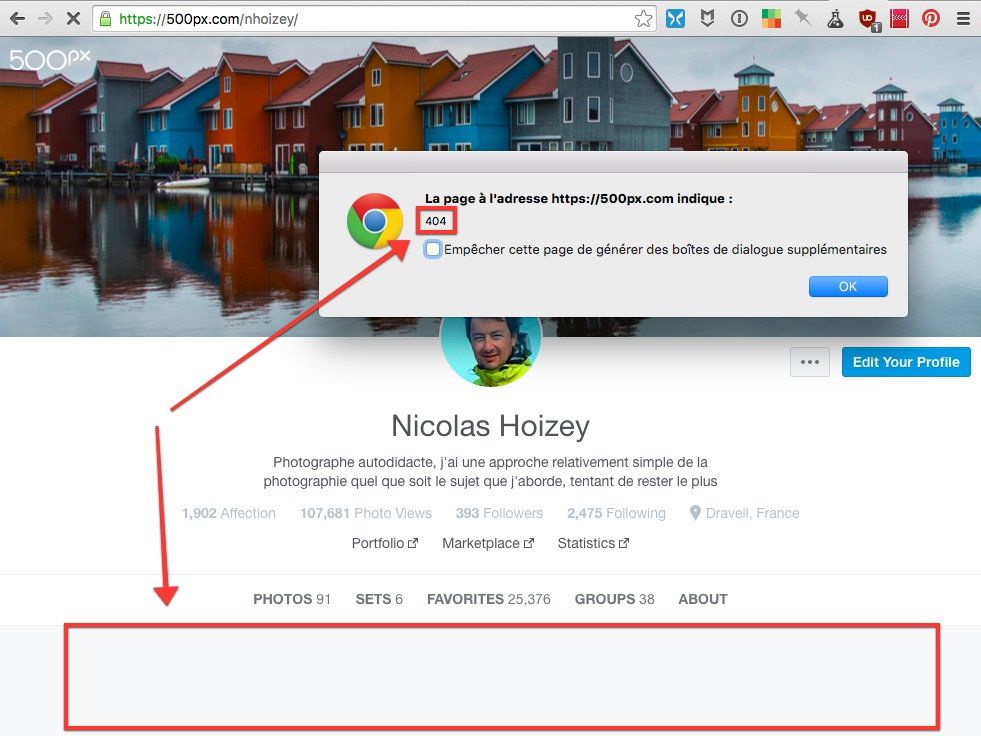 https://500px.com/nhoizey/
1
500px
La page à l'adresse https://500px.com indique :
404
Empêcher cette page de générer des boîtes de dialogue supplémentaires
OK
Edit Your Profile
Nicolas Hoizey
Photographe autodidacte, j'ai une approche relativement simple de la
photographie quel que soit le sujet que j'aborde, tentant de rester le plus
1,902 Affection 107,681 Photo Views 393 Followers 2,475 Following Draveil, France
Portfolio Marketplace Statistics
PHOTOS 91 SETS 6 FAVORITES 25,376 GROUPS 38 ABOUT